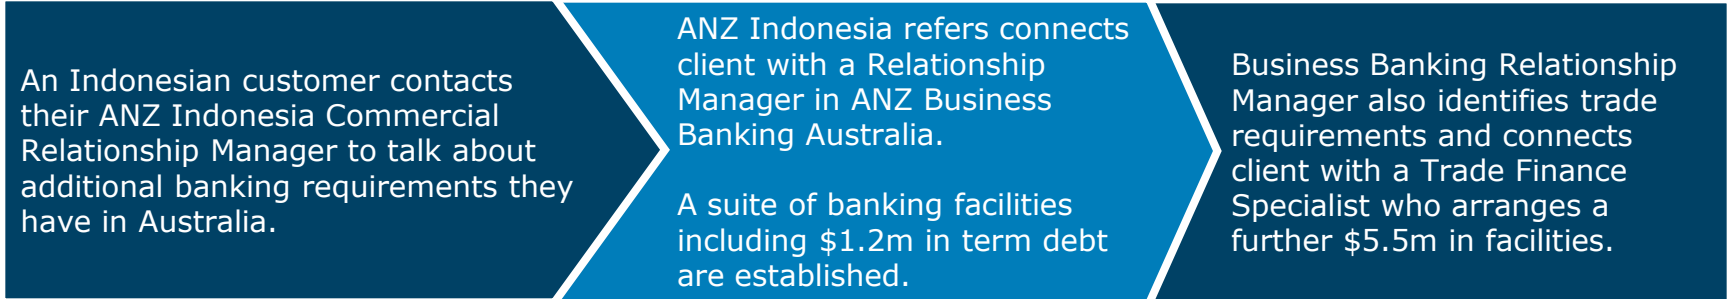 An Indonesian customer contacts
their ANZ Indonesia Commercial
Relationship Manager to talk about
additional banking requirements they
have in Australia.
ANZ Indonesia refers connects
client with a Relationship
Manager in ANZ Business
Banking Australia.
A suite of banking facilities
including $1.2m in term debt
are established.
Business Banking Relationship
Manager also identifies trade
requirements and connects
client with a Trade Finance
Specialist who arranges a
further $5.5m in facilities.